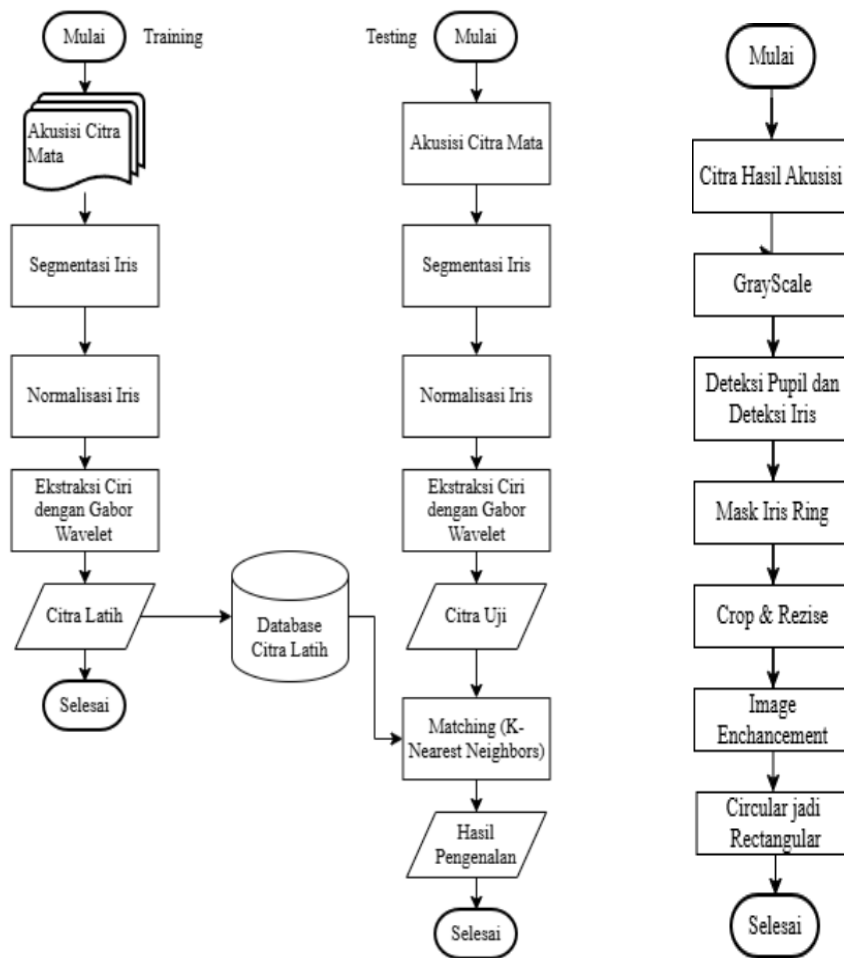 Mulai
Training
Akusisi Citra
Mata
Segmentasi Iris
Normalisasi Iris
Ekstraksi Ciri
dengan Gabor
Wavelet
Citra Latih
Selesai
Database
Citra Latih
Testing
Mulai
Akusisi Citra Mata
Segmentasi Iris
Normalisasi Iris
Ekstraksi Ciri
dengan Gabor
Wavelet
Citra Uji
Matching (K-
Nearest Neighbors)
Hasil
Pengenalan
Selesai
Mulai
Citra Hasil Akusisi
GrayScale
Deteksi Pupil dan
Deteksi Iris
Mask Iris Ring
Crop & Rezise
Image
Enchancement
Circular jadi
Rectangular
Selesai